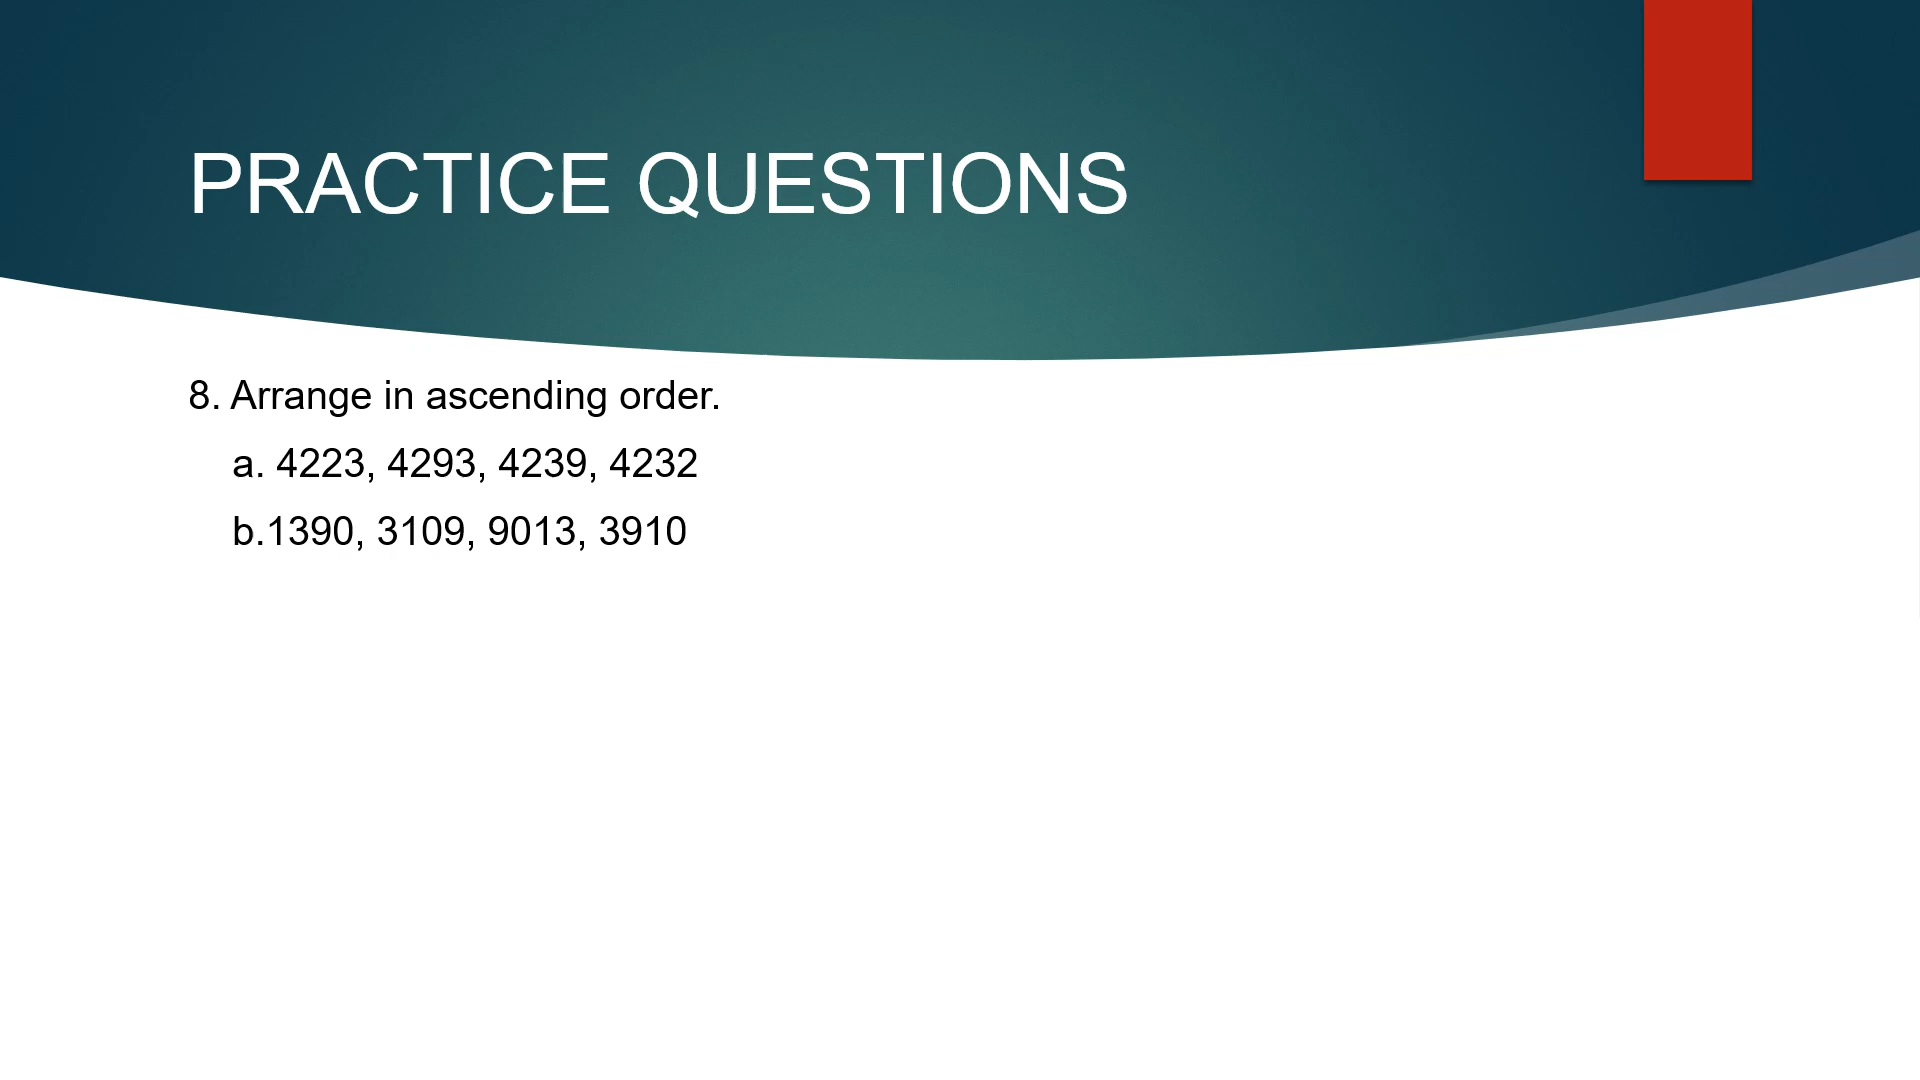 PRACTICE QUESTIONS
8. Arrange in ascending order.
a. 4223, 4293, 4239, 4232
b.1390, 3109, 9013, 3910